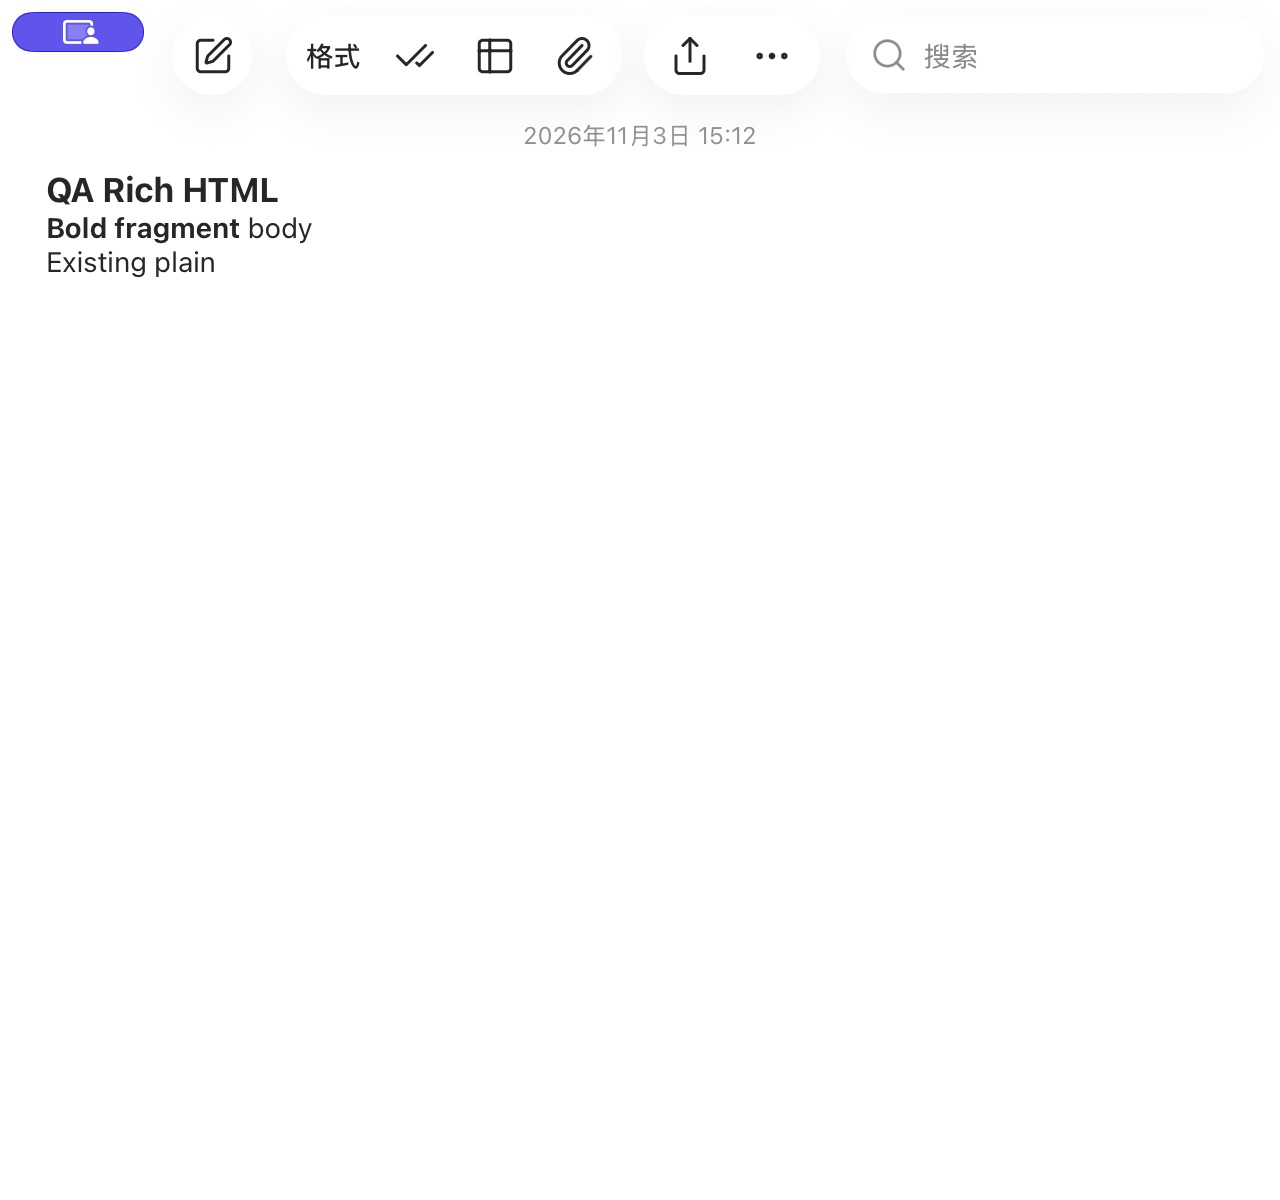 格式
搜索
2026年11月3日 15:12
QA Rich HTML
Bold fragment body
Existing plain